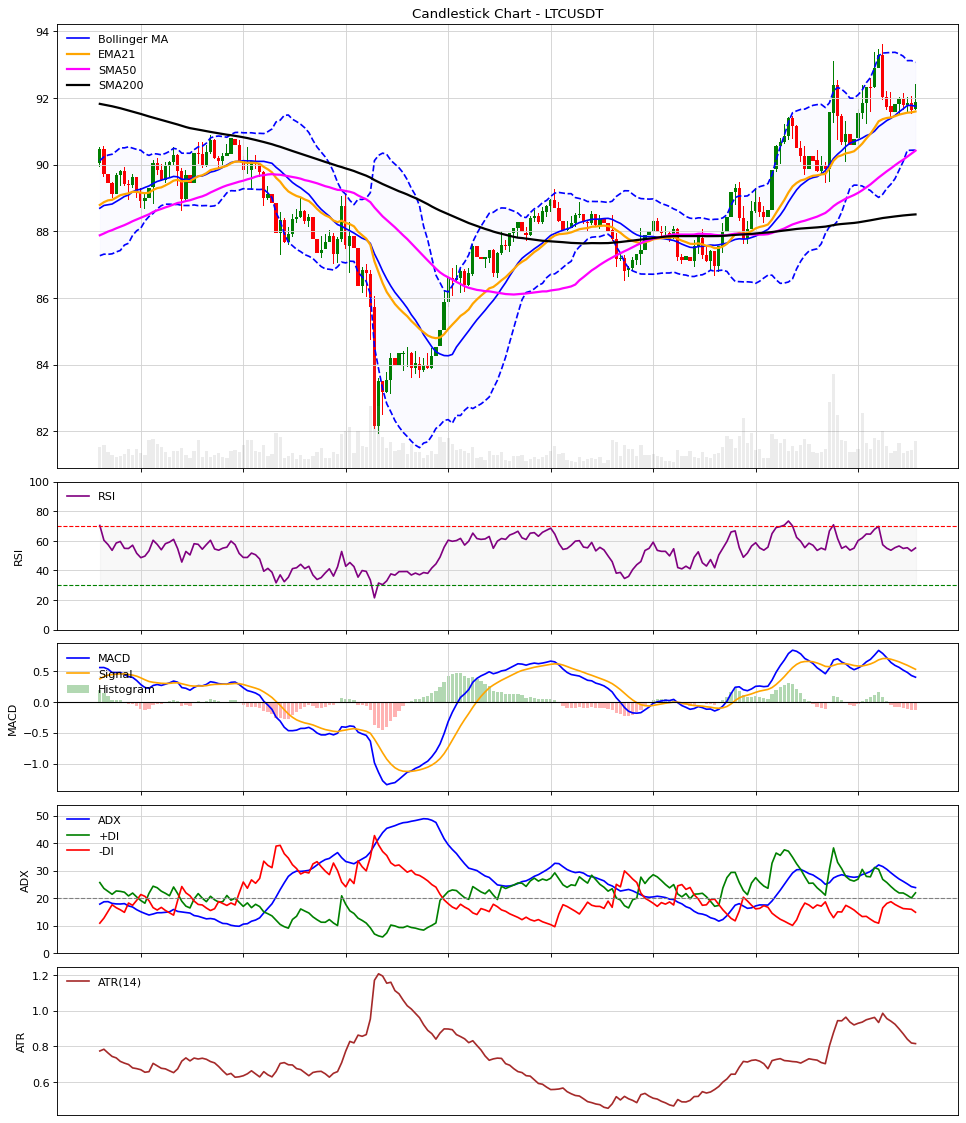 Candlestick Chart - LTCUSDT
94
92
90
88
86
84
82
Bollinger MA
EMA21
SMA50
SMA200
100
80
60
40
20
0
RSI
RSI
0.5
0.0
−0.5
−1.0
MACD
MACD
Signal
Histogram
50
40
30
20
10
0
ADX
ADX
+DI
-DI
1.2
1.0
0.8
0.6
ATR
ATR(14)